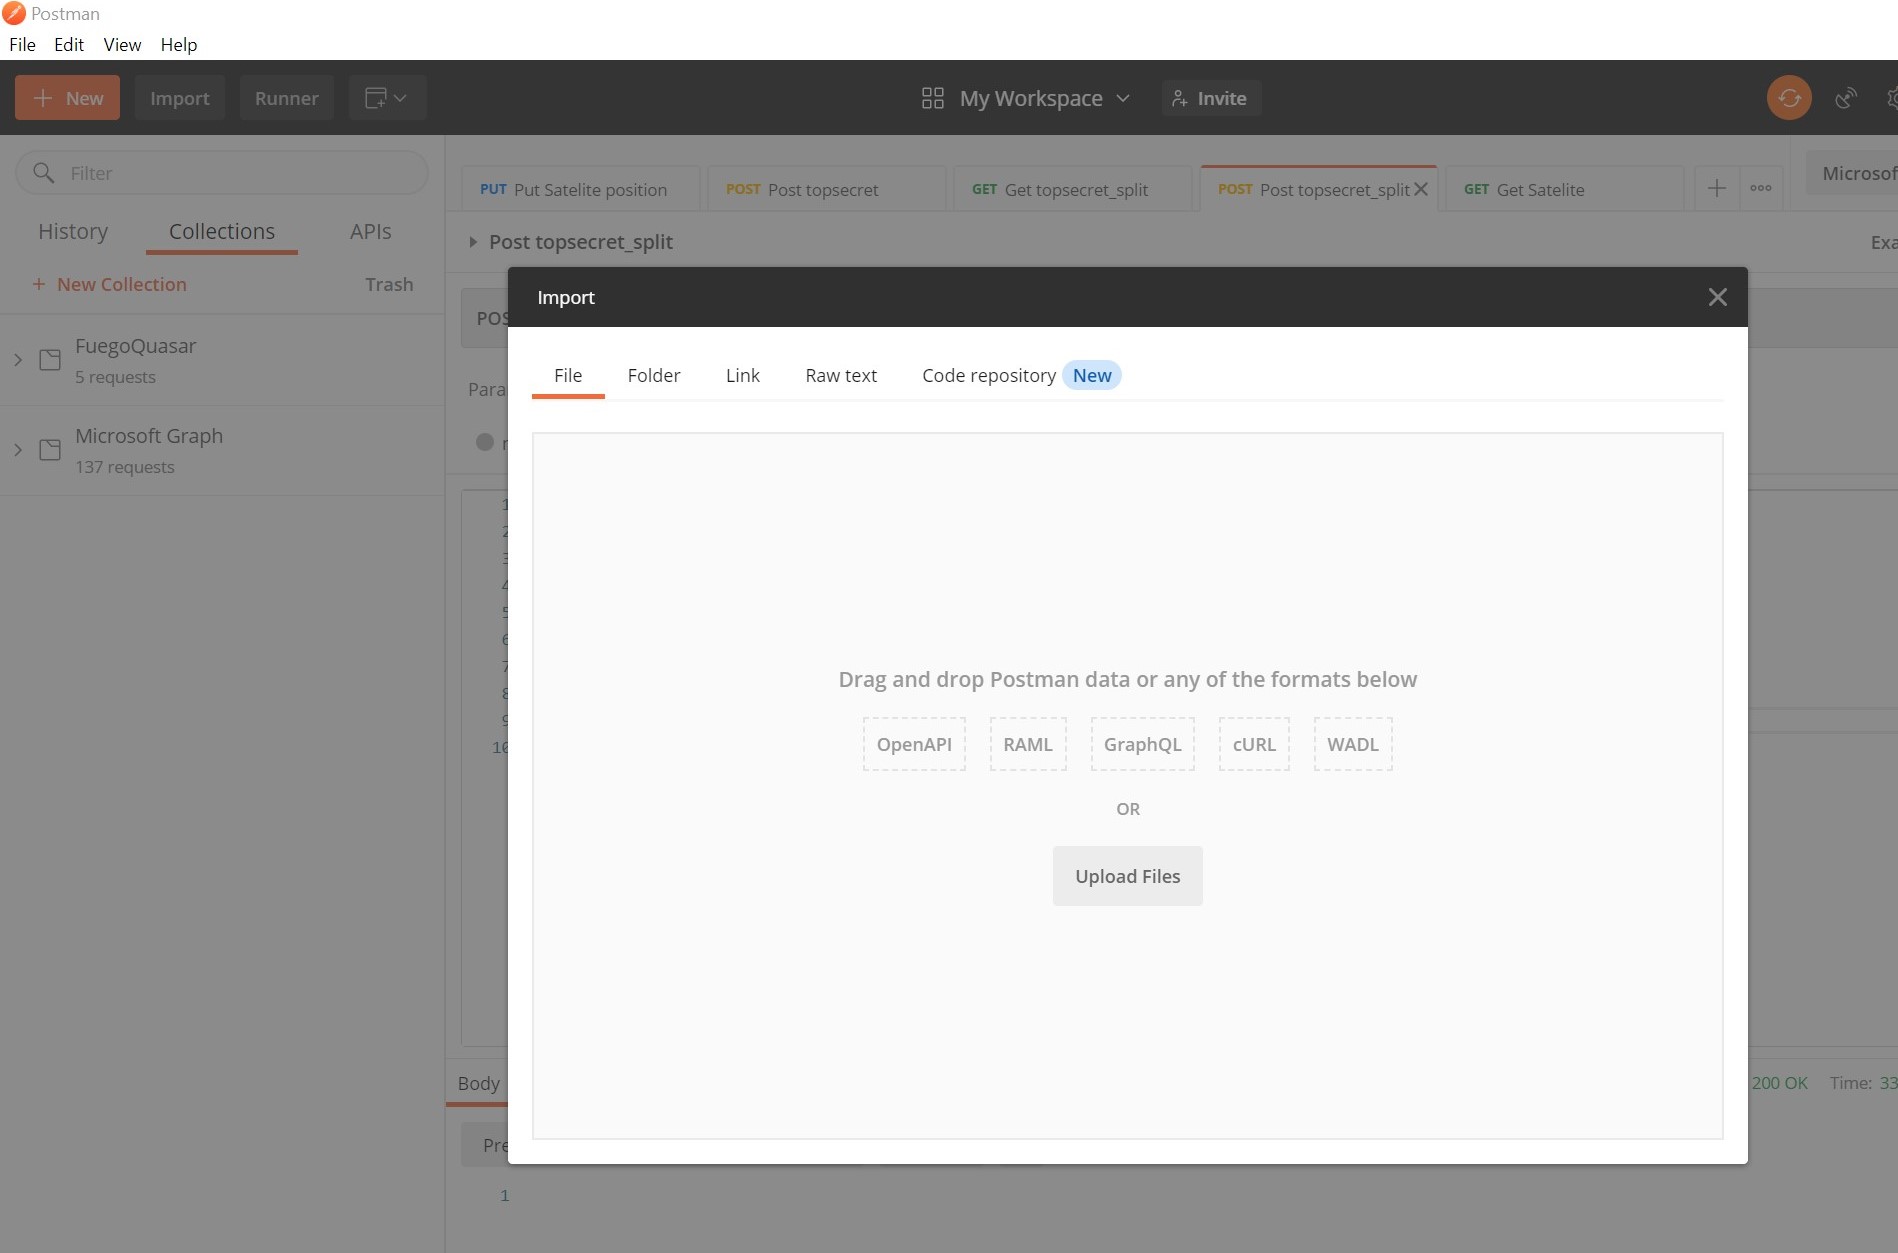 Postman
File Edit View Help
+ New Import Runner My Workspace Invite
Filter
PUT Put Satelite position POST Post topsecret GET Get topsecret_split POST Post topsecret_split GET Get Satelite Microsof
History Collections APIs
Post topsecret_split Exa
+ New Collection Trash
Import
POS
FuegoQuasar
5 requests
File Folder Link Raw text Code repository New
Para
Microsoft Graph
137 requests
1
2
3
4
5
6
7
8
9
10
Drag and drop Postman data or any of the formats below
OpenAPI RAML GraphQL cURL WADL
OR
Upload Files
Body 200 OK Time: 33
Pre
1